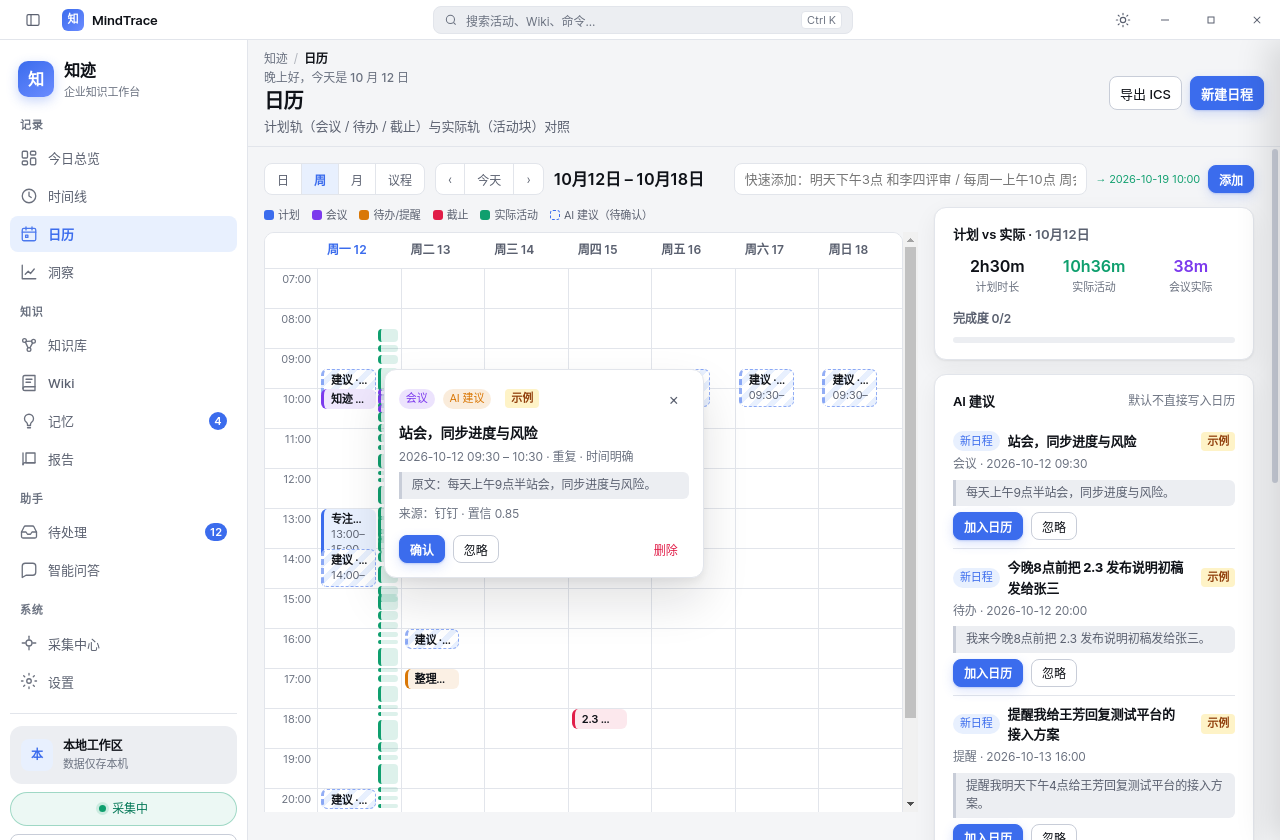 知 MindTrace
搜索活动、Wiki、命令...
Ctrl K
知
知迹
企业知识工作台
记录
今日总览
时间线
日历
洞察
知识
知识库
Wiki
记忆 4
报告
助手
待处理 12
智能问答
系统
采集中心
设置
本
本地工作区
数据仅存本机
采集中
知迹 / 日历
晚上好，今天是 10 月 12 日
日历
计划轨（会议 / 待办 / 截止）与实际轨（活动块）对照
导出 ICS
新建日程
日 周 月 议程
‹ 今天 ›
10月12日 – 10月18日
快速添加：明天下午3点 和李四评审 / 每周一上午10点 周
→ 2026-10-19 10:00
添加
计划 会议 待办/提醒 截止 实际活动 AI 建议（待确认）
周一 12 周二 13 周三 14 周四 15 周五 16 周六 17 周日 18
07:00
08:00
09:00
建议 ·... 建议 ·... 建议 ·...
09:30– 09:30–
10:00
知迹 ...
11:00
12:00
13:00
专注...
13:00–
14:00
建议 ·...
14:00–
15:00
16:00
建议 ·...
17:00
整理...
18:00
2.3 ...
19:00
20:00
建议 ·...
会议 AI 建议 示例 ×
站会，同步进度与风险
2026-10-12 09:30 – 10:30 · 重复 · 时间明确
原文：每天上午9点半站会，同步进度与风险。
来源：钉钉 · 置信 0.85
确认 忽略 删除
计划 vs 实际 · 10月12日
2h30m 10h36m 38m
计划时长 实际活动 会议实际
完成度 0/2
AI 建议 默认不直接写入日历
新日程 站会，同步进度与风险 示例
会议 · 2026-10-12 09:30
每天上午9点半站会，同步进度与风险。
加入日历 忽略
新日程 今晚8点前把 2.3 发布说明初稿 示例
发给张三
待办 · 2026-10-12 20:00
我来今晚8点前把 2.3 发布说明初稿发给张三。
加入日历 忽略
新日程 提醒我给王芳回复测试平台的 示例
接入方案
提醒 · 2026-10-13 16:00
提醒我明天下午4点给王芳回复测试平台的接入方
案。
加入日历 忽略